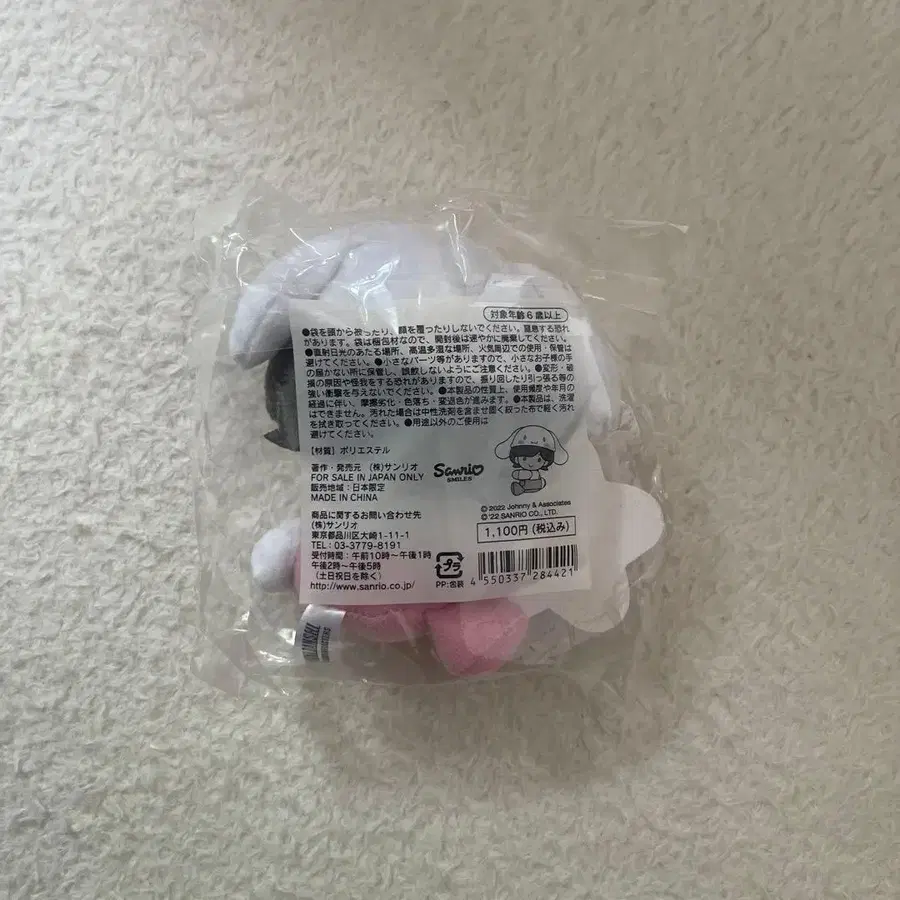 対象年齢6歳以上
●袋を頭から被ったり、顔を覆ったりしないでください。窒息する恐れ
があります。袋は梱包材なので、開封後は速やかに廃棄してください。
●直射日光のあたる場所、高温多湿な場所、火気周辺での使用・保管は
避けてください。●小さなパーツ等がありますので、小さなお子様の手
の届かない所に保管し、誤飲しないようにご注意ください。●変形・破
損の原因や怪我をする恐れがありますので、振り回したり引っ張る等の
強い衝撃を与えないでください。●本製品の性質上、使用頻度や年月の
経過に伴い、摩擦劣化・色落ち・変退色が進みます。●本製品は、洗濯
はできません。汚れた場合は中性洗剤を含ませ固く絞った布で軽く汚れ
を拭き取ってください。●用途以外のご使用は
避けてください。
【材質】ポリエステル
著作・発売元 (株)サンリオ
FOR SALE IN JAPAN ONLY
販売地域:日本限定
MADE IN CHINA
Sanrio
SMILES
© 2022 Johnny & Associates
© '22 SANRIO CO., LTD.
商品に関するお問い合わせ先
(株)サンリオ
東京都品川区大崎1-11-1
TEL:03-3779-8191
受付時間:午前10時～午後1時
午後2時～午後5時
(土日祝日を除く)
http://www.sanrio.co.jp/
1,100円(税込み)
プラ
PP:包装
4 550337 284421